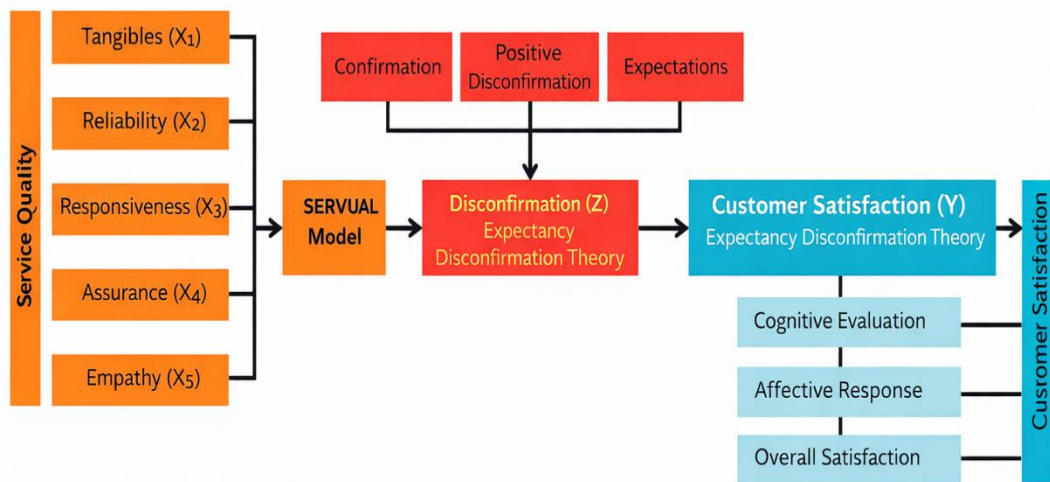 Service Quality
Tangibles (X₁)
Reliability (X₂)
Responsiveness (X₃)
Assurance (X₄)
Empathy (X₅)
SERVUAL
Model
Confirmation
Positive
Disconfirmation
Expectations
Disconfirmation (Z)
Expectancy
Disconfirmation Theory
Customer Satisfaction (Y)
Expectancy Disconfirmation Theory
Cognitive Evaluation
Affective Response
Overall Satisfaction
Cusromer Satisfaction